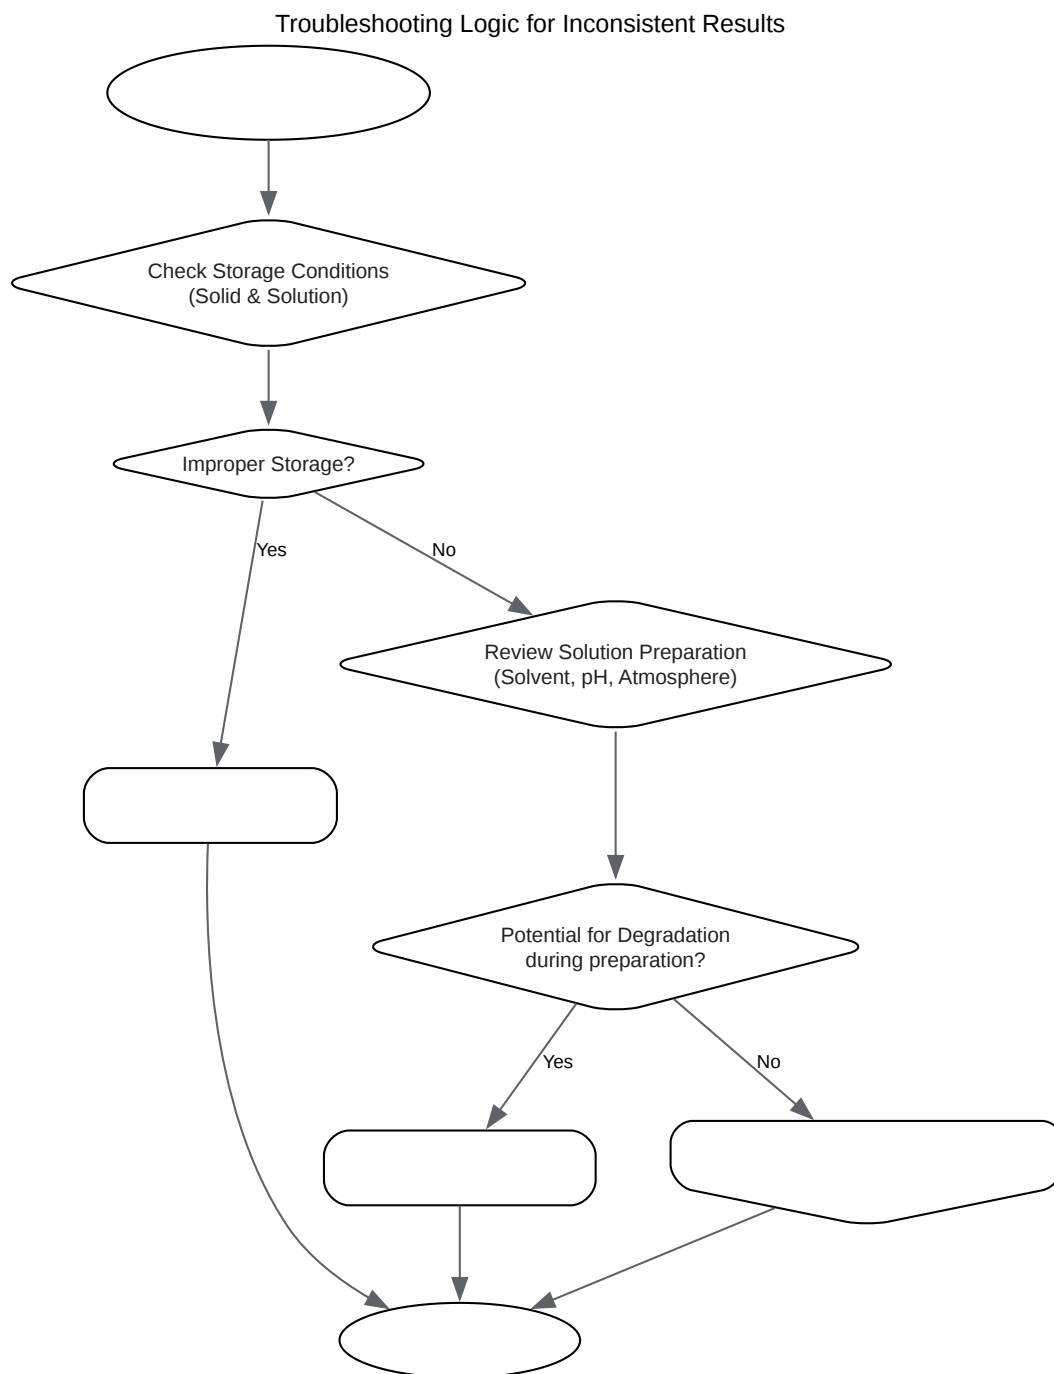 Troubleshooting Logic for Inconsistent Results
Check Storage Conditions
(Solid & Solution)
Improper Storage?
Yes
No
Review Solution Preparation
(Solvent, pH, Atmosphere)
Potential for Degradation
during preparation?
Yes
No